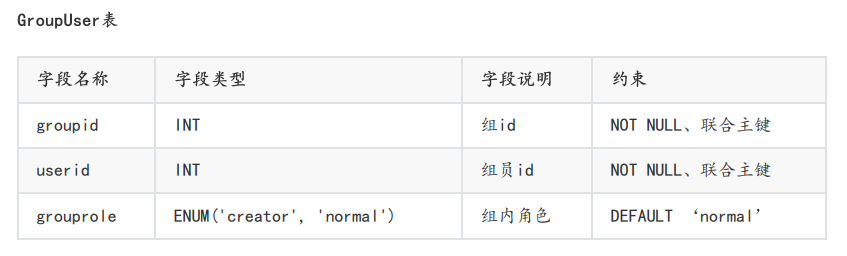 GroupUser表
字段名称 字段类型 字段说明 约束
groupid INT 组id NOT NULL、联合主键
userid INT 组员id NOT NULL、联合主键
grouprole ENUM('creator', 'normal') 组内角色 DEFAULT ‘normal’